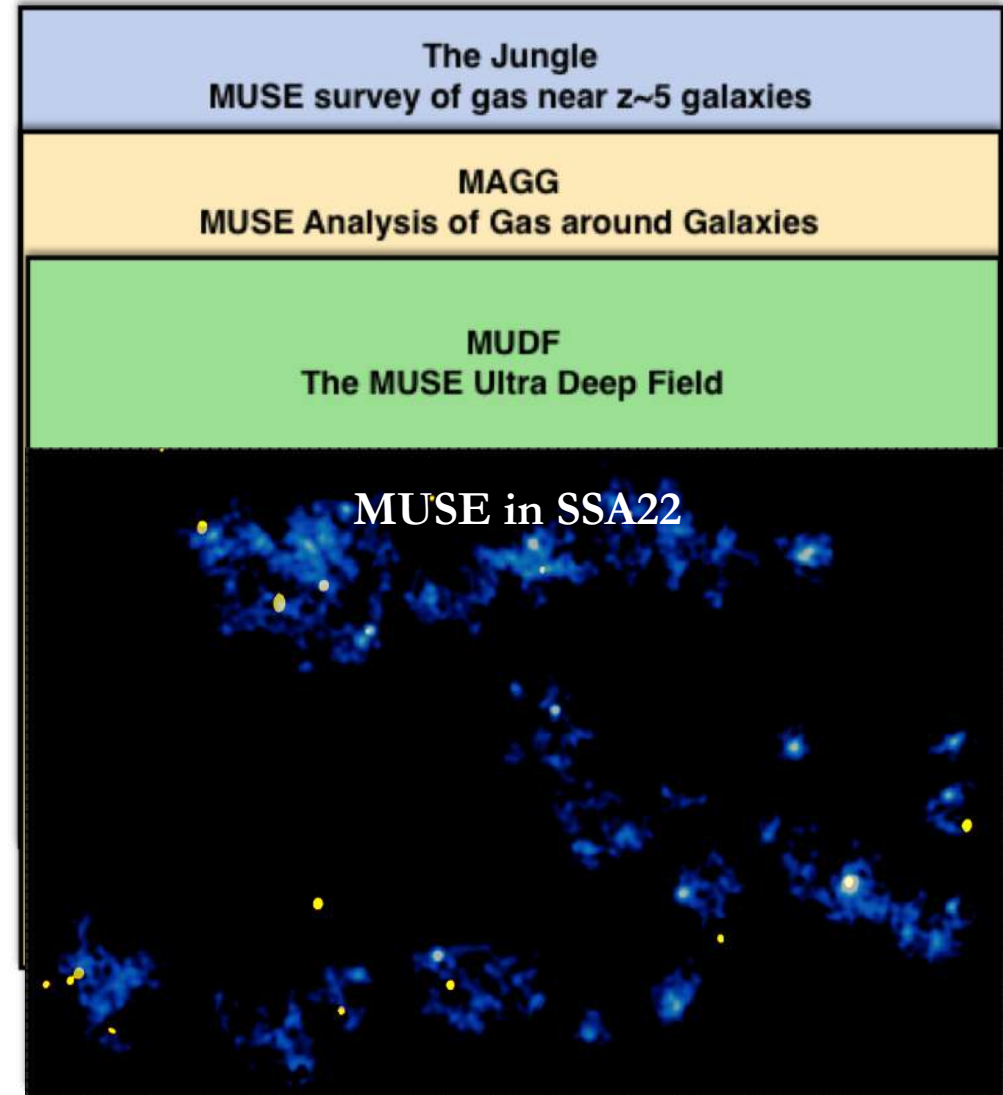 The Jungle
MUSE survey of gas near z~5 galaxies
MAGG
MUSE Analysis of Gas around Galaxies
MUDF
The MUSE Ultra Deep Field
MUSE in SSA22